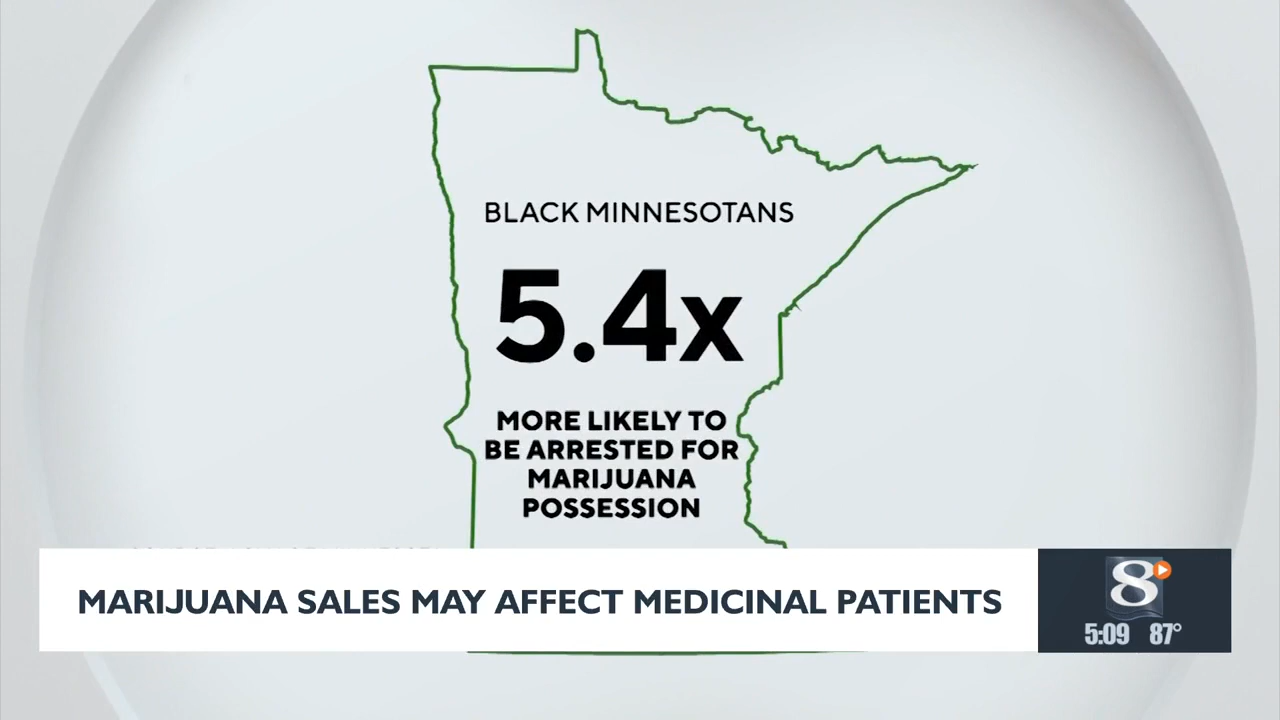 BLACK MINNESOTANS
5.4x
MORE LIKELY TO
BE ARRESTED FOR
MARIJUANA
POSSESSION
MARIJUANA SALES MAY AFFECT MEDICINAL PATIENTS
8
5:09 87°